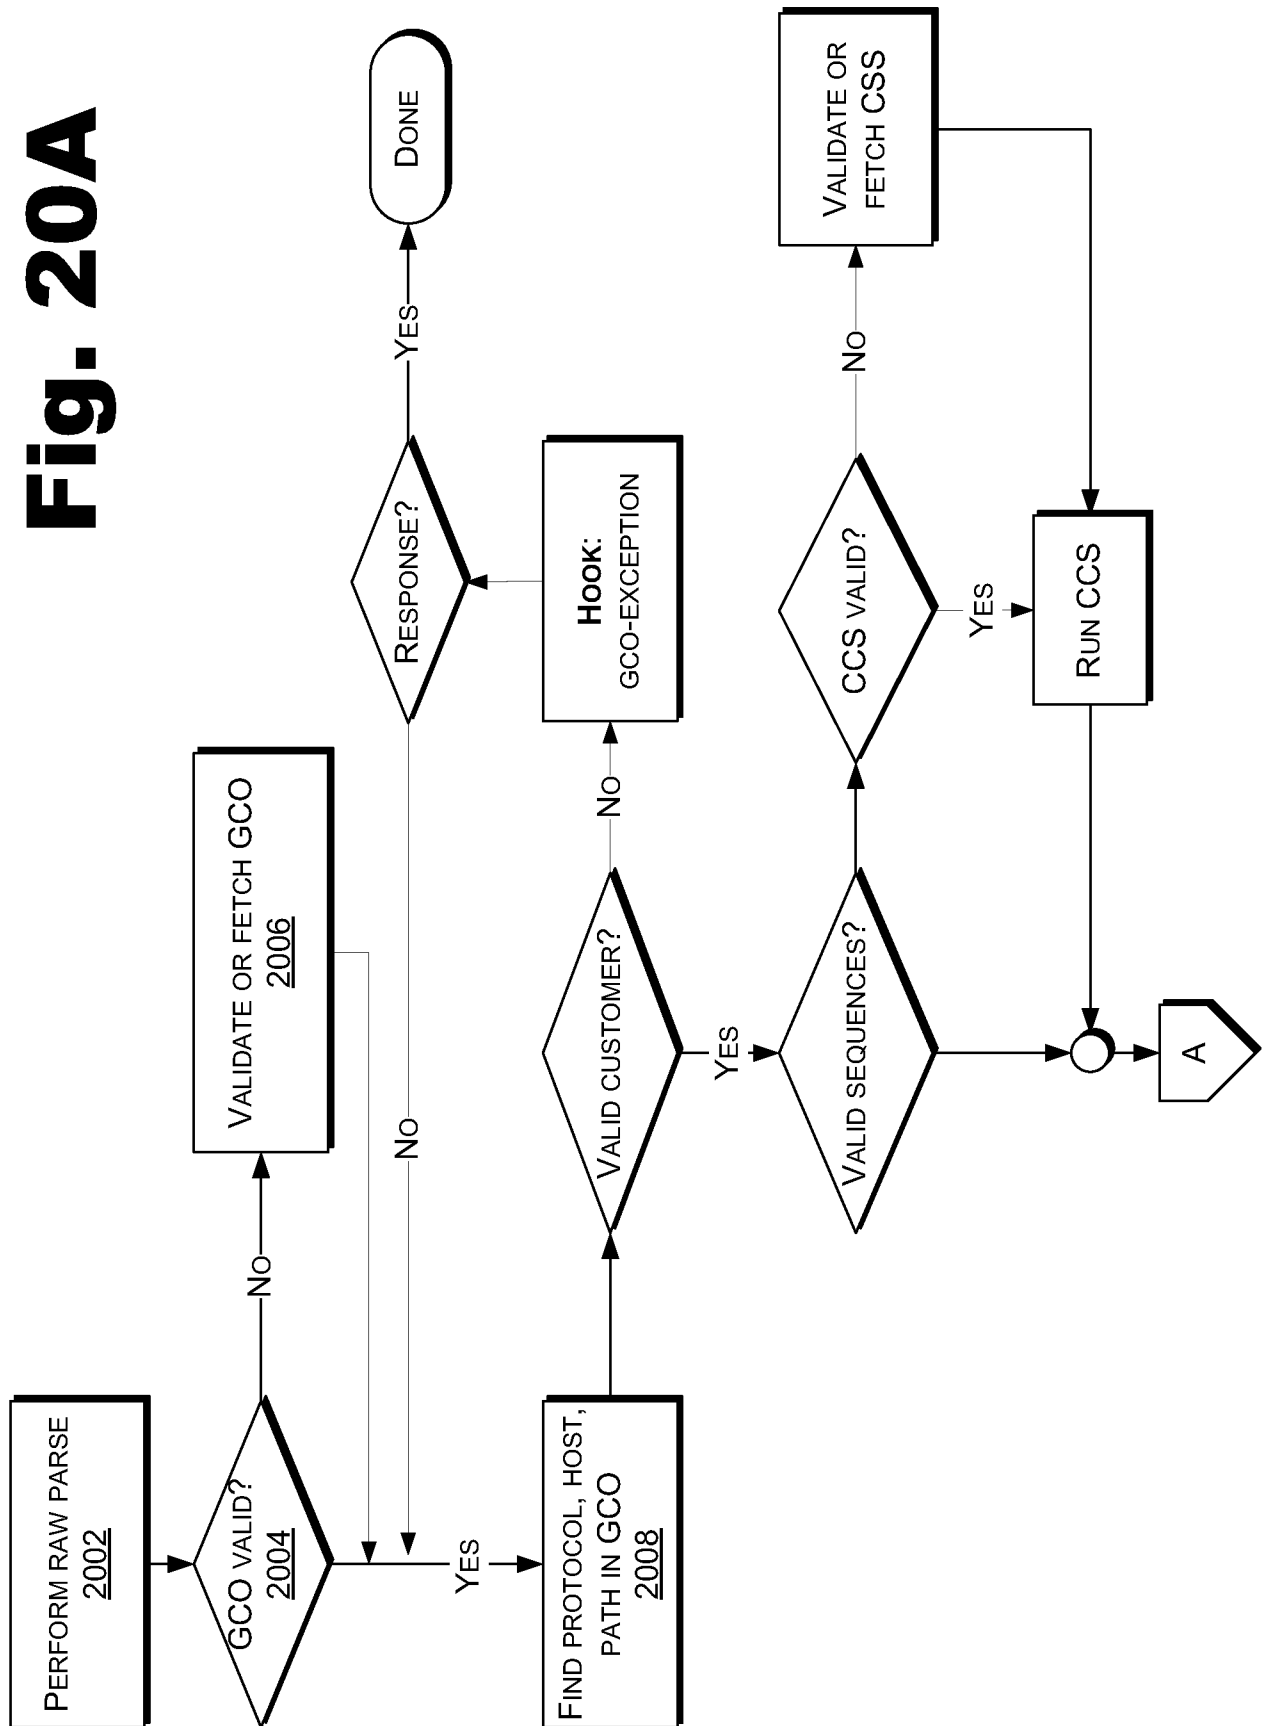 Fig. 20A
PERFORM RAW PARSE
2002
GCO VALID?
2004
NO
VALIDATE OR FETCH GCO
2006
YES
NO
RESPONSE?
YES
DONE
FIND PROTOCOL, HOST,
PATH IN GCO
2008
VALID CUSTOMER?
NO
HOOK:
GCO-EXCEPTION
YES
VALID SEQUENCES?
CCS VALID?
NO
VALIDATE OR
FETCH CSS
YES
RUN CCS
A